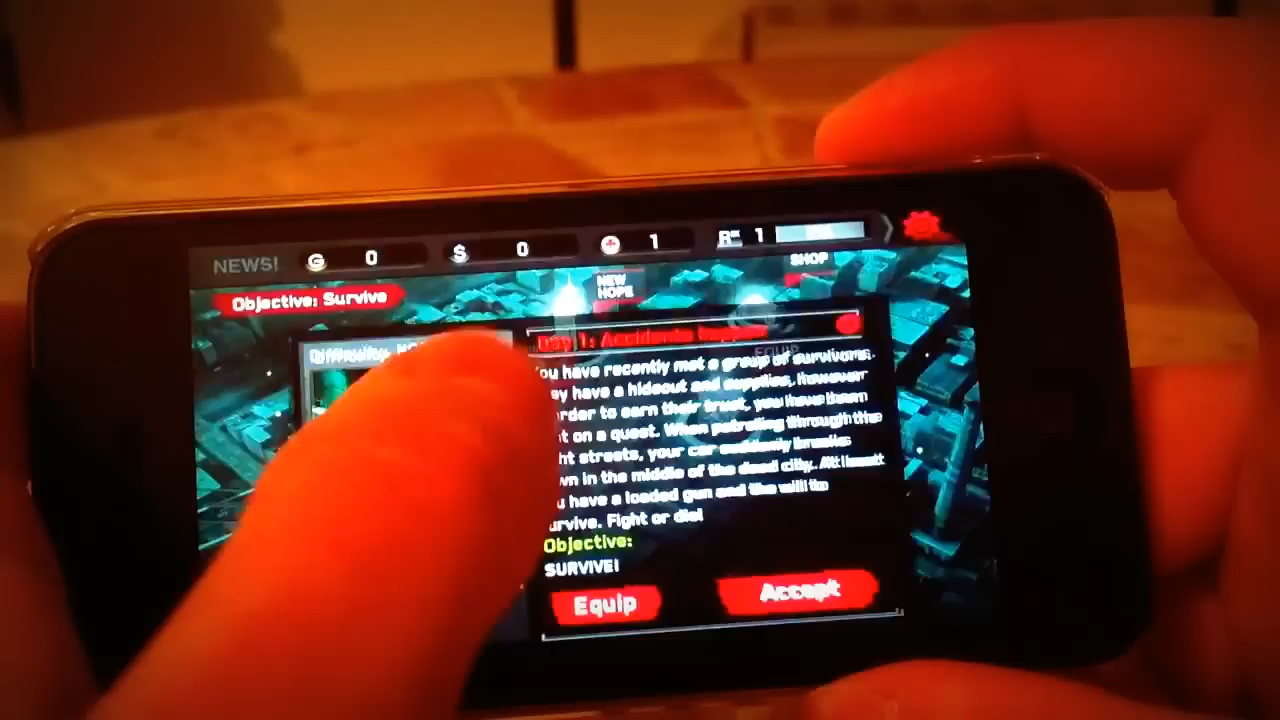 NEWS! G 0 S 0 1 1
SHOP
NEW
HOPE
Objective: Survive
Difficulty:
Day 1: Accidents happen
EQUIP
You have recently met a group of survivors.
have a hideout and supplies, however
order to earn their trust, you have been
on a quest. When patroling through the
streets, your car suddenly breaks
in the middle of the dead city. At least
have a loaded gun and the will to
survive. Fight or die!
Objective:
SURVIVE!
Equip Accept